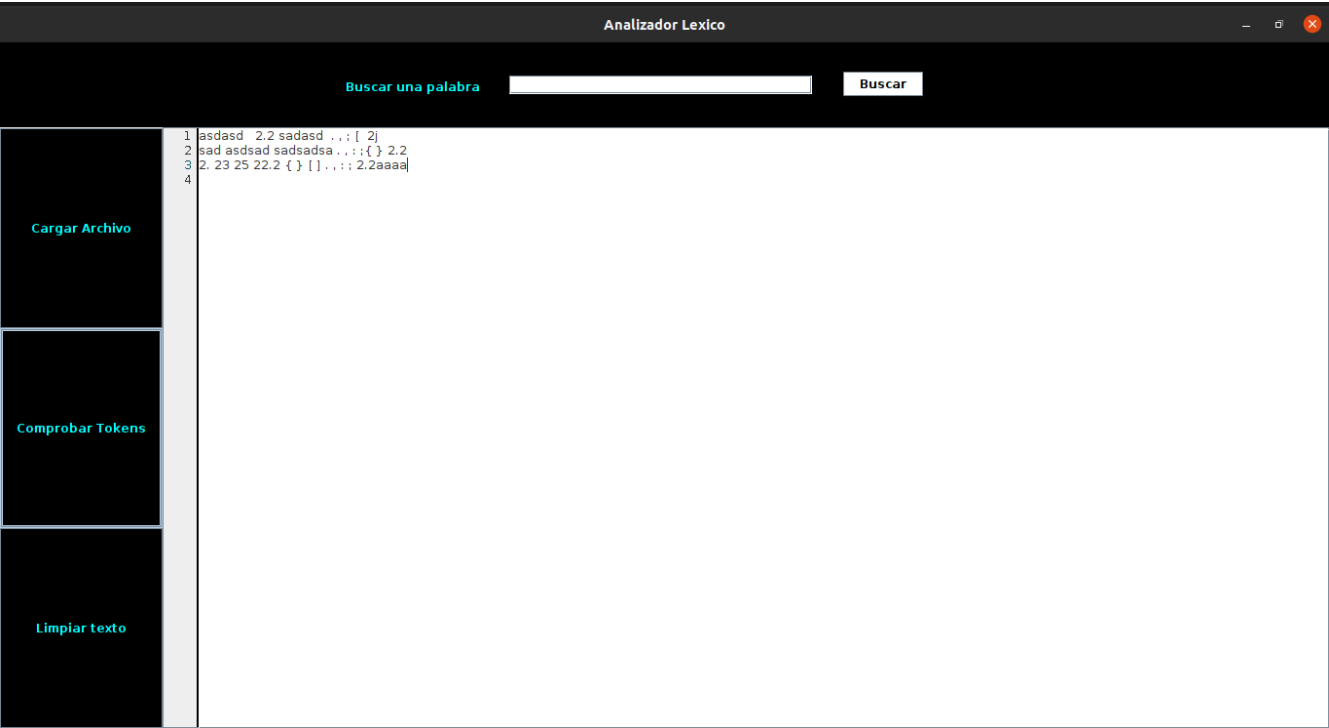 Analizador Lexico
Buscar una palabra Buscar
1 asdasd 2.2 sadasd . , ; [ 2j
2 sad asdsad sadsadsa . , : ;{ } 2.2
3 2. 23 25 22.2 { } [ ] . , : ; 2.2aaaa
4
Cargar Archivo
Comprobar Tokens
Limpiar texto